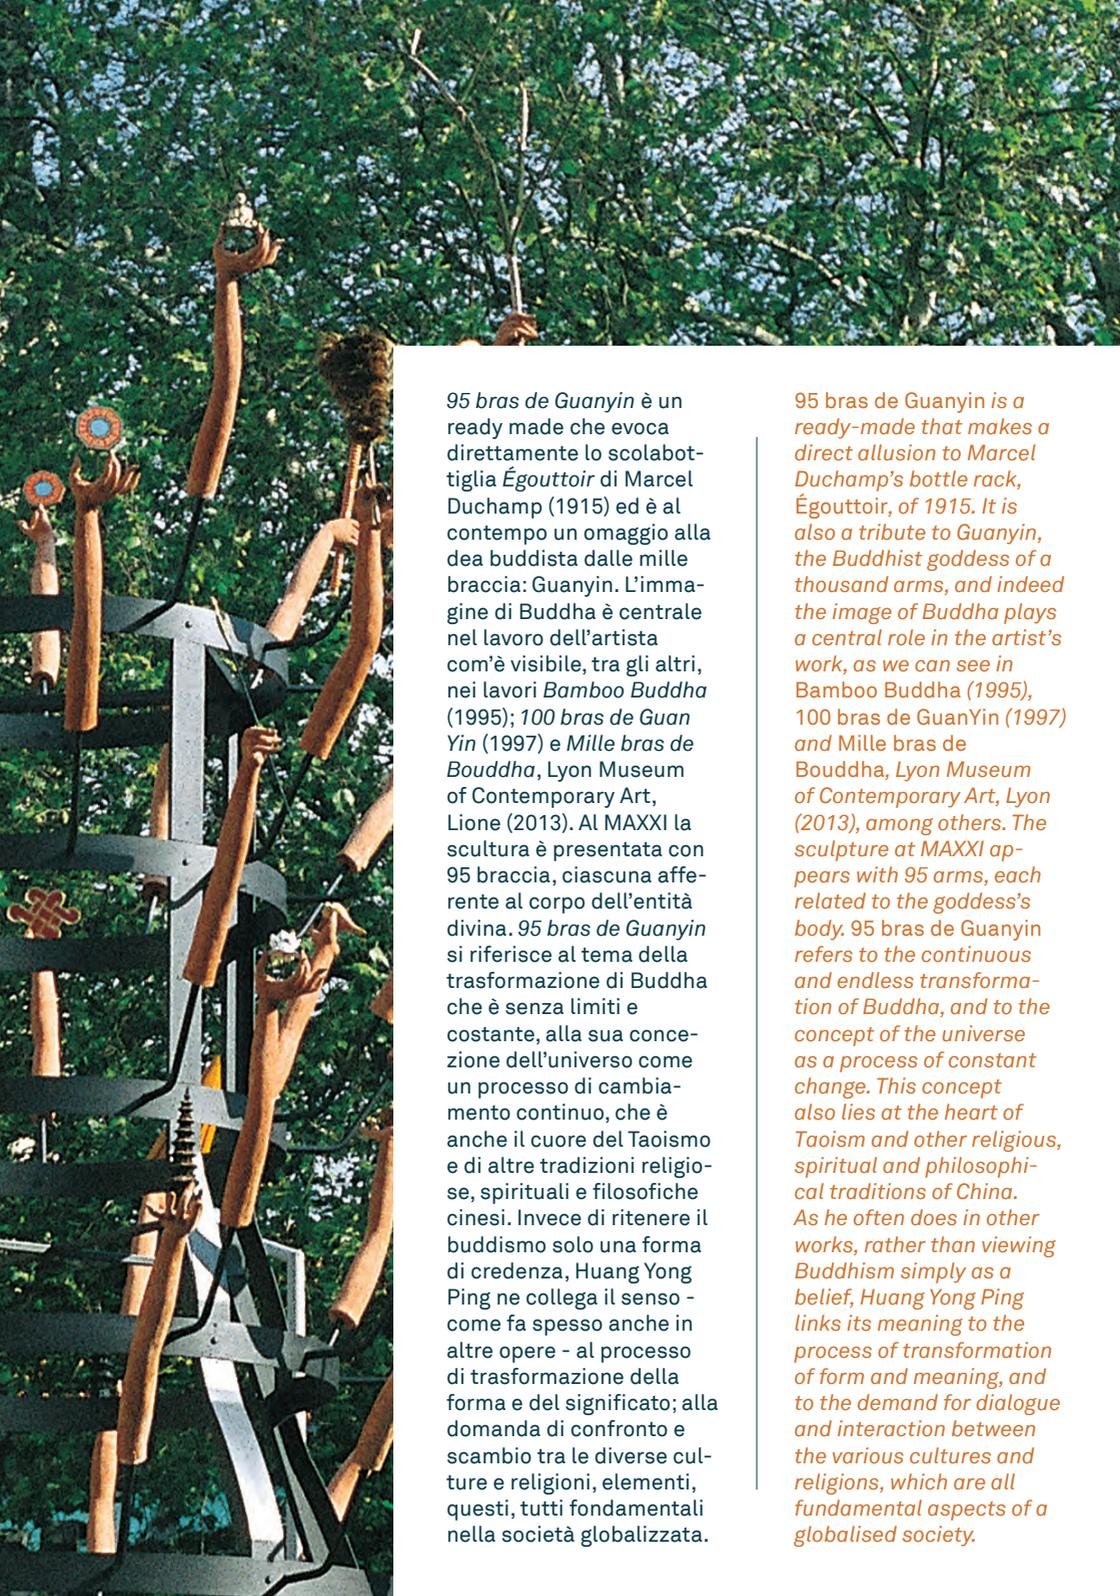 95 bras de Guanyin è un
ready made che evoca
direttamente lo scolabot-
tiglia Égouttoir di Marcel
Duchamp (1915) ed è al
contempo un omaggio alla
dea buddista dalle mille
braccia: Guanyin. L'imma-
gine di Buddha è centrale
nel lavoro dell'artista
com'è visibile, tra gli altri,
nei lavori Bamboo Buddha
(1995); 100 bras de Guan
Yin (1997) e Mille bras de
Bouddha, Lyon Museum
of Contemporary Art,
Lione (2013). Al MAXXI la
scultura è presentata con
95 braccia, ciascuna affe-
rente al corpo dell'entità
divina. 95 bras de Guanyin
si riferisce al tema della
trasformazione di Buddha
che è senza limiti e
costante, alla sua conce-
zione dell'universo come
un processo di cambia-
mento continuo, che è
anche il cuore del Taoismo
e di altre tradizioni religio-
se, spirituali e filosofiche
cinesi. Invece di ritenere il
buddismo solo una forma
di credenza, Huang Yong
Ping ne collega il senso -
come fa spesso anche in
altre opere - al processo
di trasformazione della
forma e del significato; alla
domanda di confronto e
scambio tra le diverse cul-
ture e religioni, elementi,
questi, tutti fondamentali
nella società globalizzata.
95 bras de Guanyin is a
ready-made that makes a
direct allusion to Marcel
Duchamp's bottle rack,
Égouttoir, of 1915. It is
also a tribute to Guanyin,
the Buddhist goddess of a
thousand arms, and indeed
the image of Buddha plays
a central role in the artist's
work, as we can see in
Bamboo Buddha (1995),
100 bras de GuanYin (1997)
and Mille bras de
Bouddha, Lyon Museum
of Contemporary Art, Lyon
(2013), among others. The
sculpture at MAXXI ap-
pears with 95 arms, each
related to the goddess's
body. 95 bras de Guanyin
refers to the continuous
and endless transforma-
tion of Buddha, and to the
concept of the universe
as a process of constant
change. This concept
also lies at the heart of
Taoism and other religious,
spiritual and philosophi-
cal traditions of China.
As he often does in other
works, rather than viewing
Buddhism simply as a
belief, Huang Yong Ping
links its meaning to the
process of transformation
of form and meaning, and
to the demand for dialogue
and interaction between
the various cultures and
religions, which are all
fundamental aspects of a
globalised society.